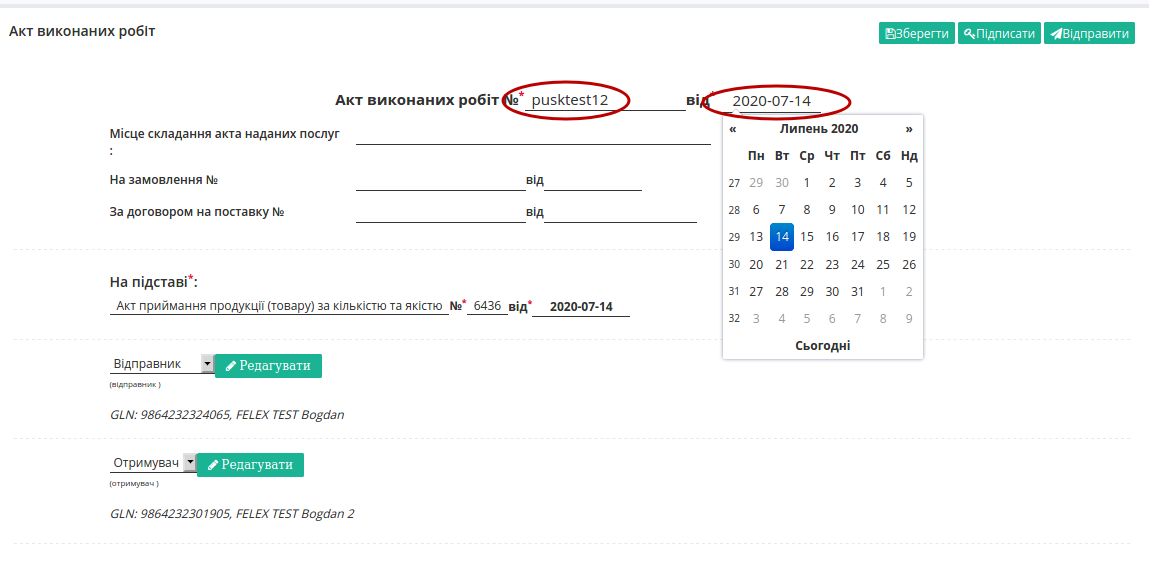 Акт виконаних робіт
Зберегти Підписати Відправити
Акт виконаних робіт №* pusktest12 від* 2020-07-14
Місце складання акта наданих послуг
:
На замовлення № від
За договором на поставку № від
« Липень 2020 »
Пн Вт Ср Чт Пт Сб Нд
27 29 30 1 2 3 4 5
28 6 7 8 9 10 11 12
29 13 14 15 16 17 18 19
30 20 21 22 23 24 25 26
31 27 28 29 30 31 1 2
32 3 4 5 6 7 8 9
Сьогодні
На підставі*:
Акт приймання продукції (товару) за кількістю та якістю №* 6436 від* 2020-07-14
Відправник Редагувати
(відправник )
GLN: 9864232324065, FELEX TEST Bogdan
Отримувач Редагувати
(отримувач )
GLN: 9864232301905, FELEX TEST Bogdan 2